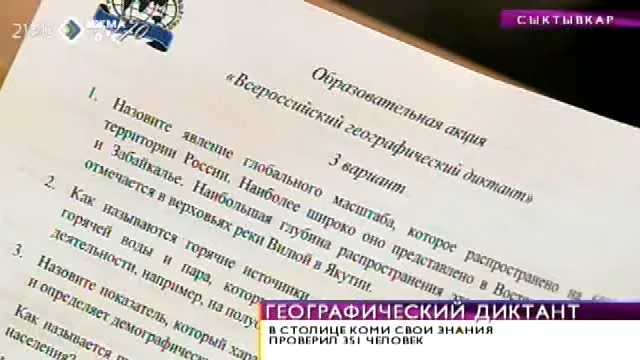 СЫКТЫВКАР
Образовательная акция
«Всероссийский географический диктант»
3 вариант
1. Назовите явление глобального масштаба, которое распространено на
территории России. Наиболее широко оно представлено в
и Забайкалье. Наибольшая глубина распространения
отмечается в верховьях реки Вилюй в Якутии.
2. Как называются горячие источники
горячей воды и пара,
деятельности, например, на
3. Назовите показатель, который
и определяет
Как называется
населения?
ГЕОГРАФИЧЕСКИЙ ДИКТАНТ
В СТОЛИЦЕ КОМИ СВОИ ЗНАНИЯ
ПРОВЕРИЛ 351 ЧЕЛОВЕК